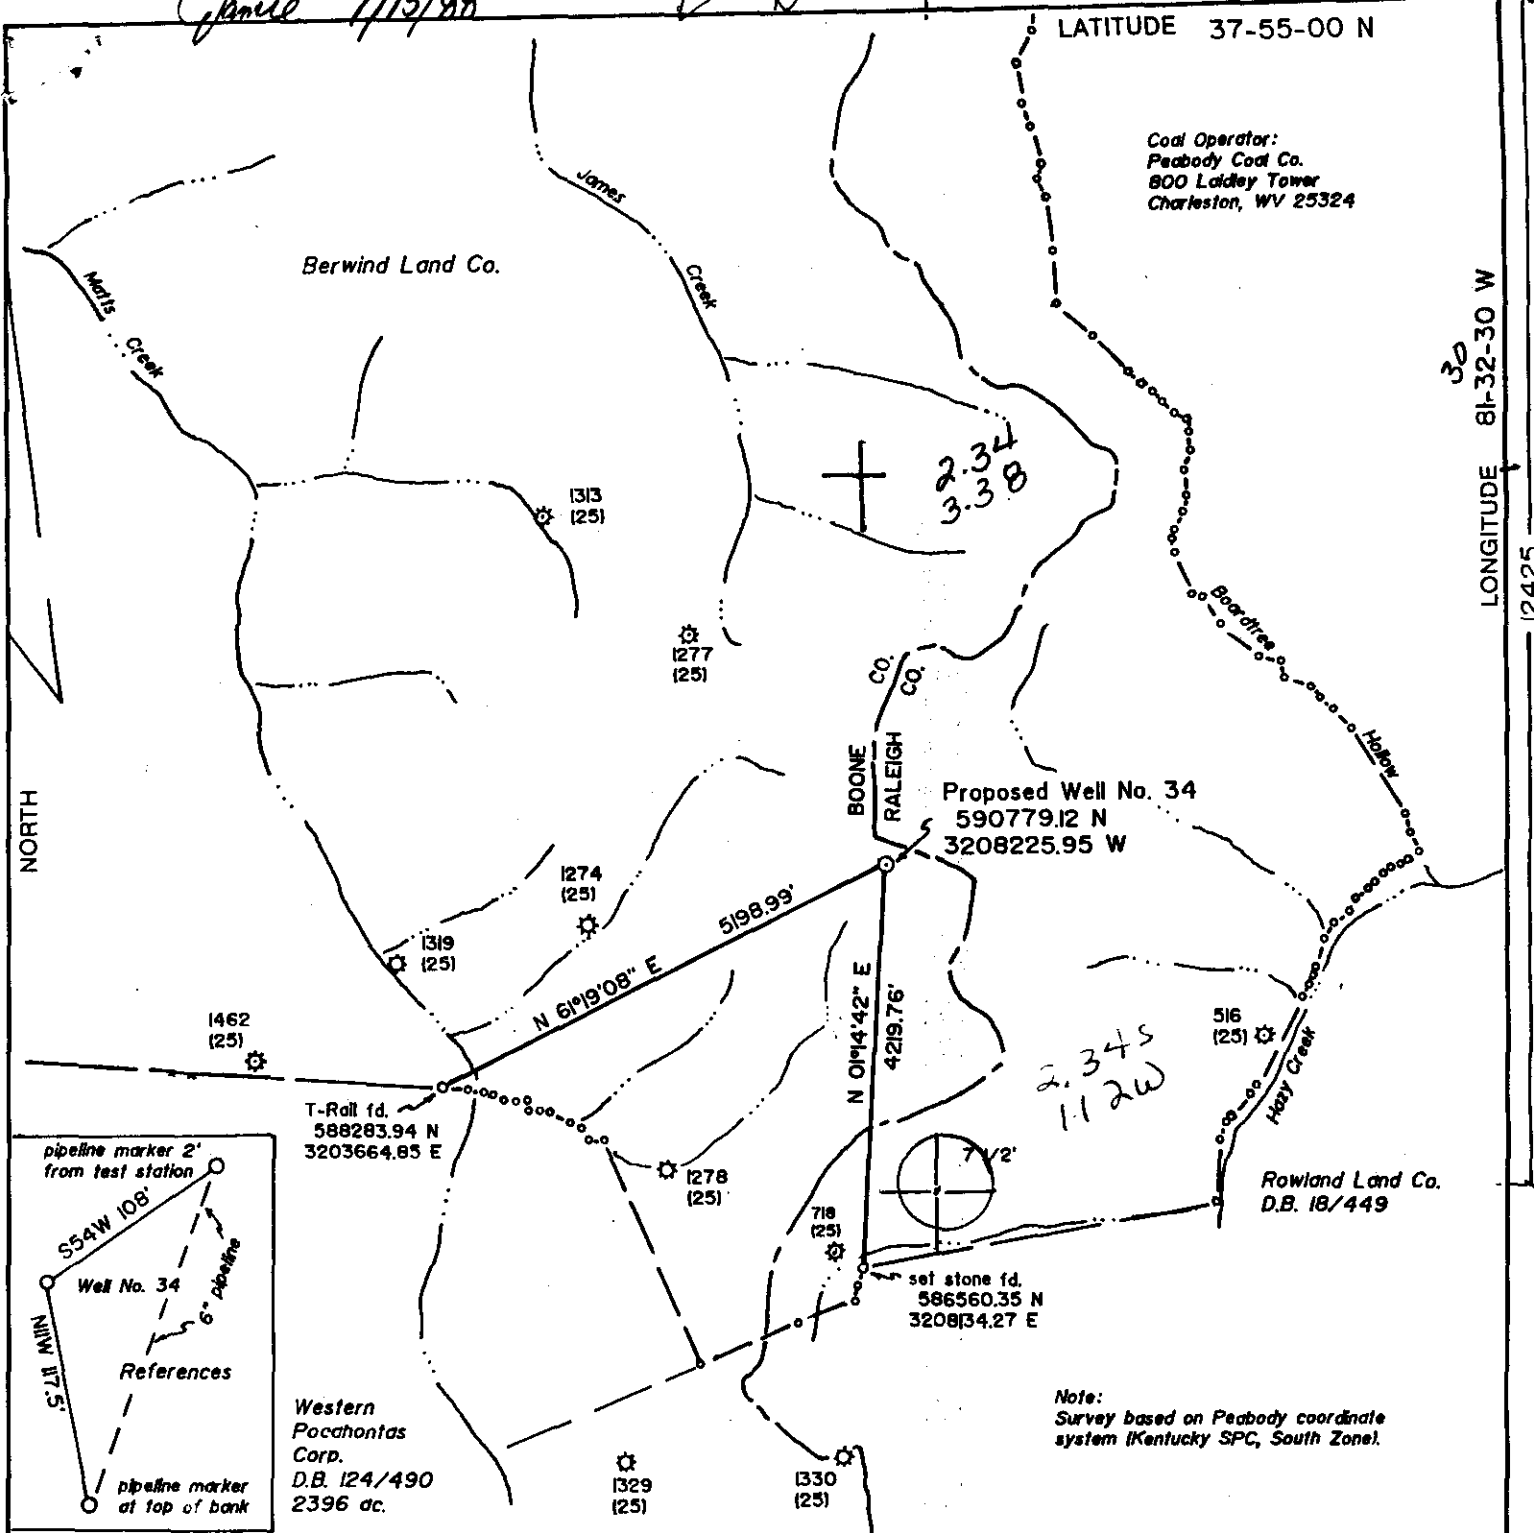 Janice 7/15/88
LATITUDE 37-55-00 N
Coal Operator:
Peabody Coal Co.
800 Laidley Tower
Charleston, WV 25324
James
Creek
Berwind Land Co.
Matts
Creek
30
LONGITUDE 81-32-30 W
12425
2.34
3.38
1313
(25)
Boardtree
Hollow
1277
(25)
CO.
CO.
BOONE
RALEIGH
NORTH
Proposed Well No. 34
590779.12 N
3208225.95 W
1274
(25)
5198.99'
N 61°19'08" E
1319
(25)
N 01°14'42" E
4219.76'
1462
(25)
516
(25)
2.34S
1.12W
Hazy Creek
T-Rail fd.
588283.94 N
3203664.85 E
pipeline marker 2'
from test station
S54W 108'
Well No. 34
6" pipeline
N11W 117.5'
References
pipeline marker
at top of bank
1278
(25)
7 1/2'
718
(25)
Rowland Land Co.
D.B. 18/449
set stone fd.
586560.35 N
3208134.27 E
Western
Pocahontas
Corp.
D.B. 124/490
2396 ac.
1329
(25)
1330
(25)
Note:
Survey based on Peabody coordinate
system (Kentucky SPC, South Zone).